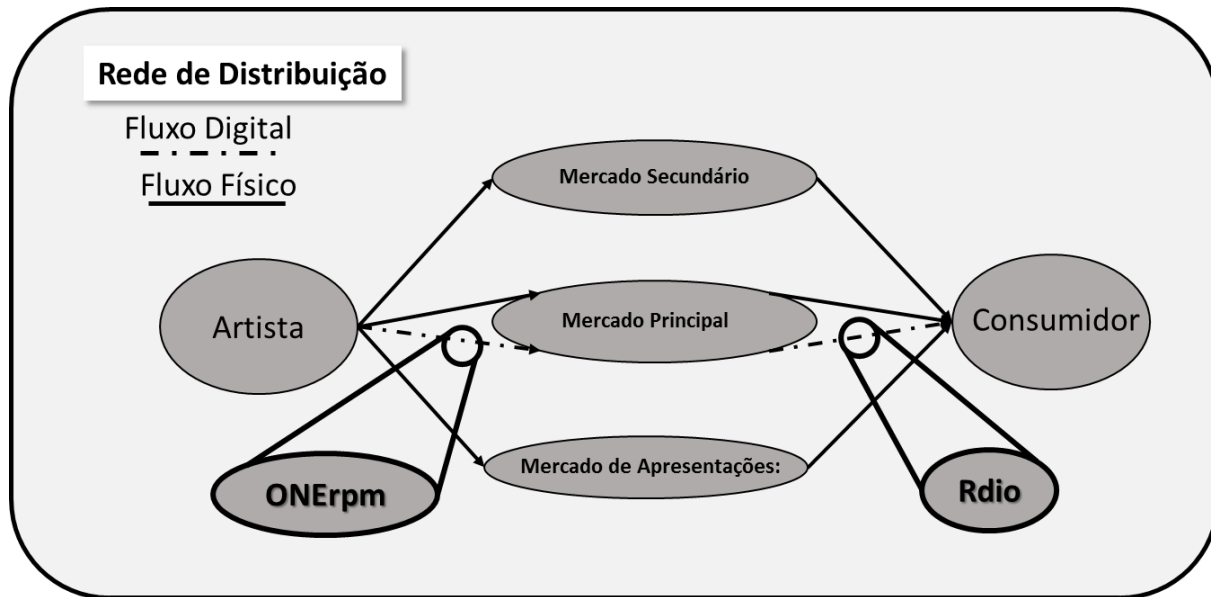 Rede de Distribuição
Fluxo Digital
Fluxo Físico
Mercado Secundário
Artista
Mercado Principal
Consumidor
Mercado de Apresentações:
ONErpm
Rdio